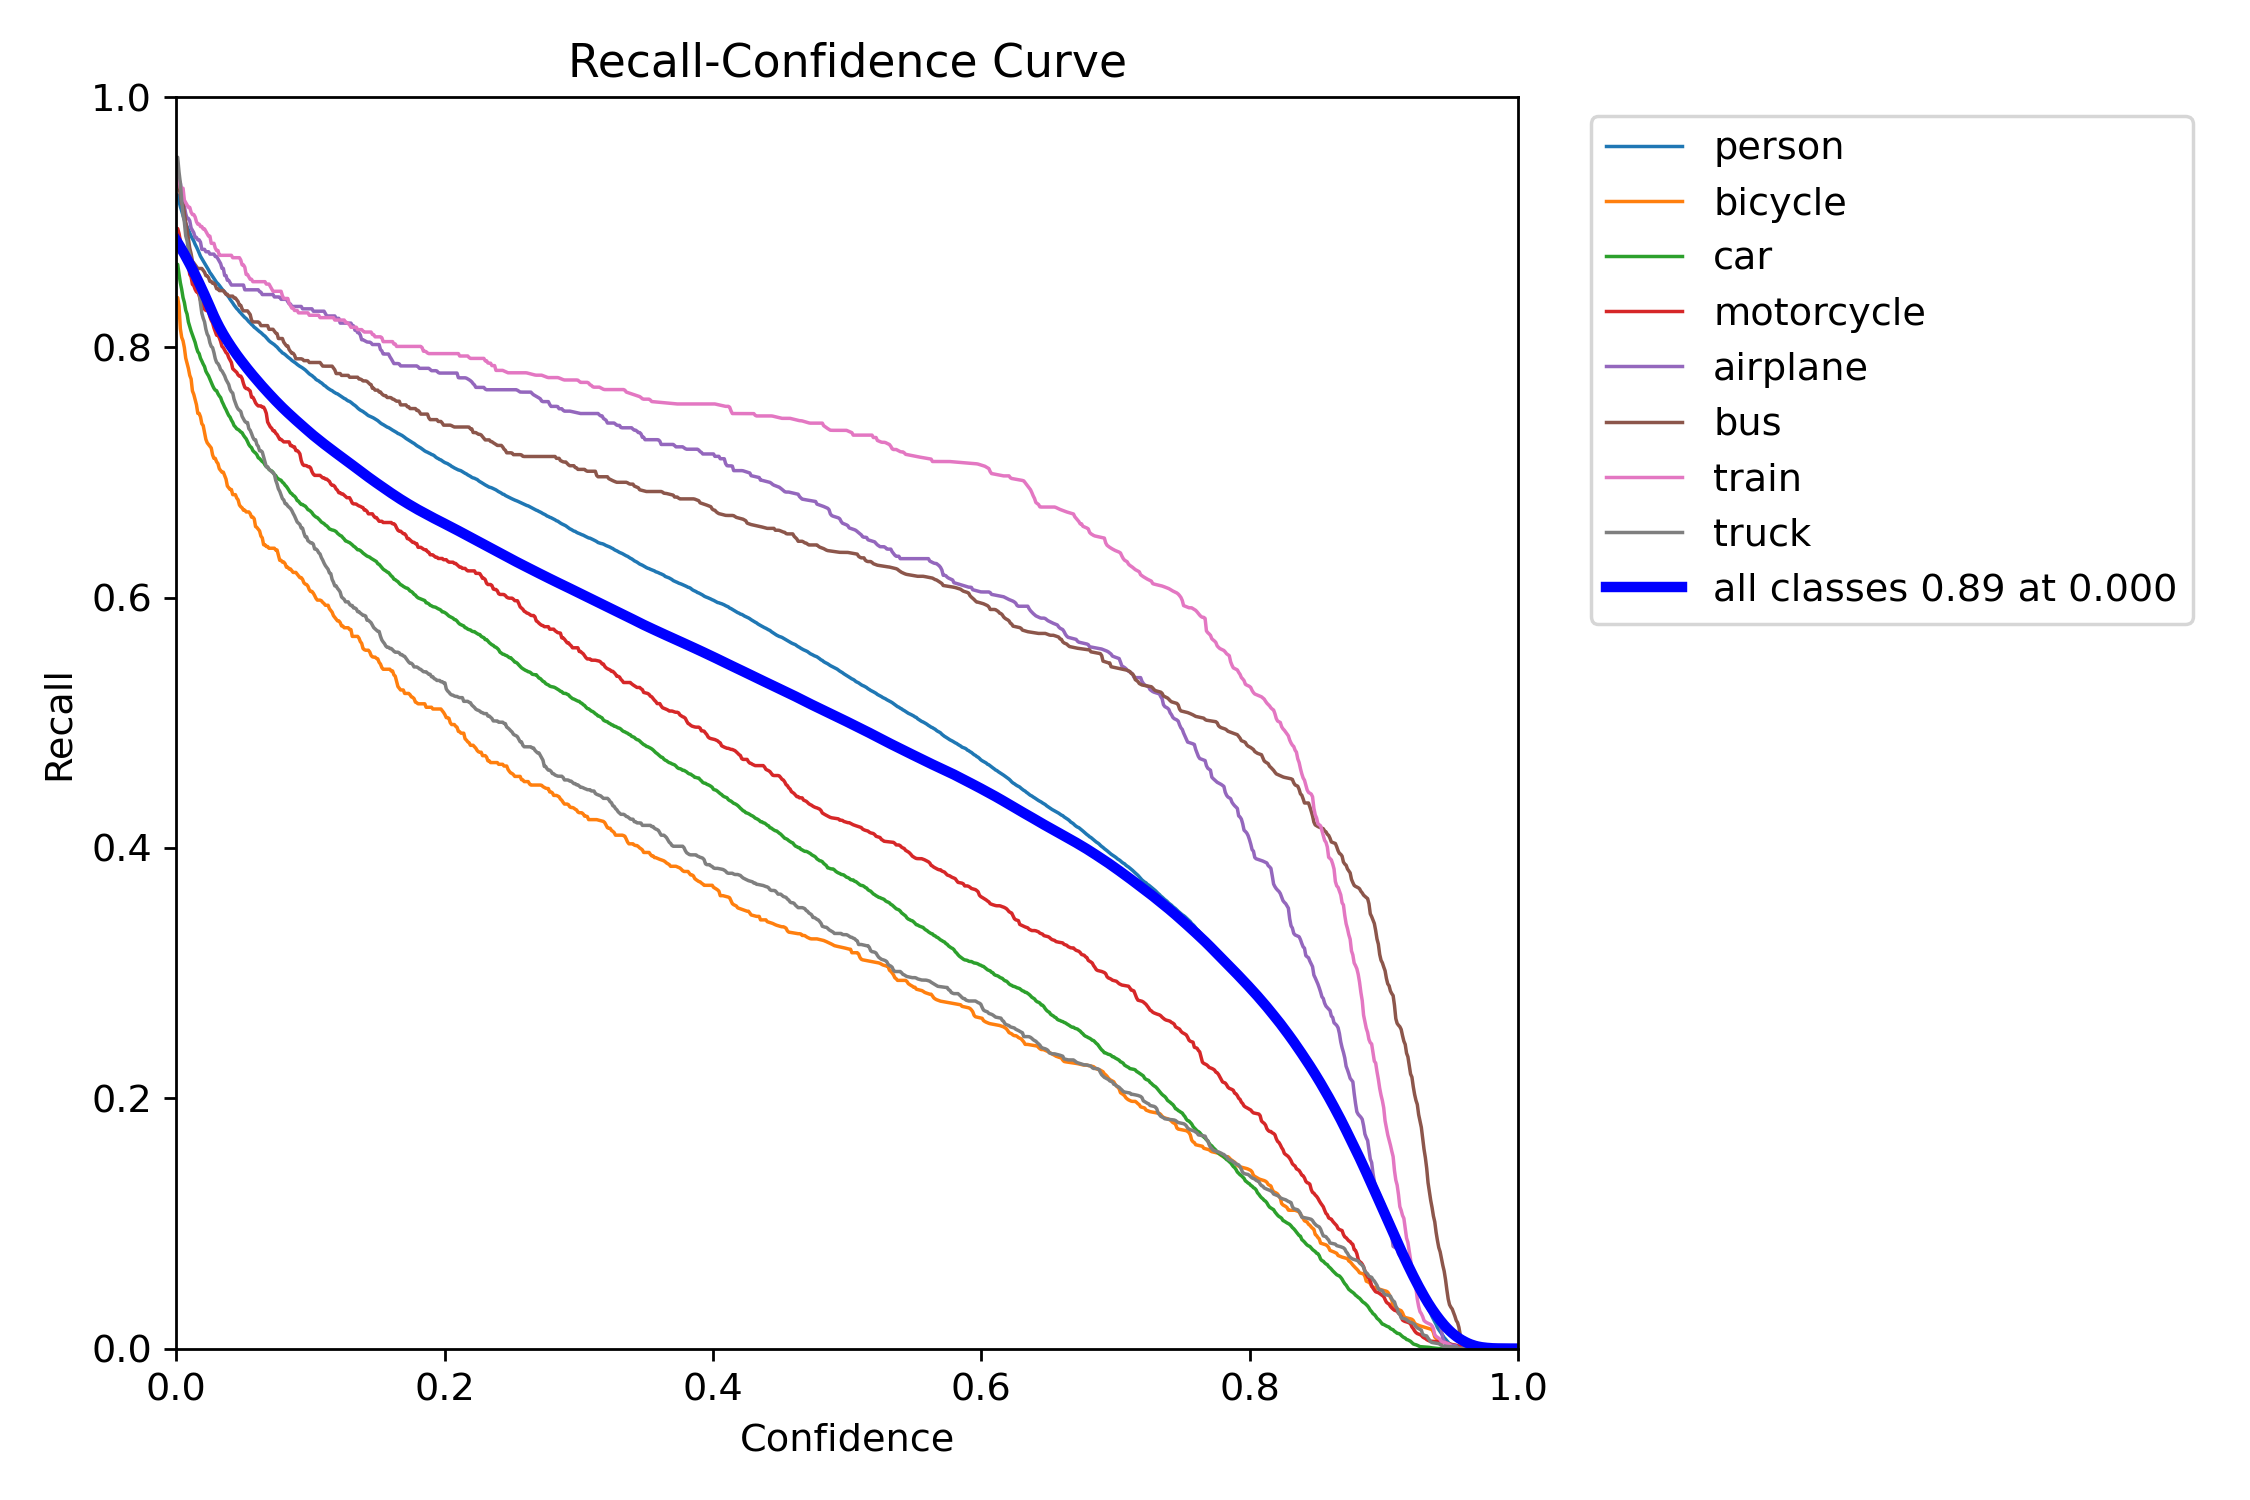 Recall-Confidence Curve
1.0
0.8
0.6
0.4
0.2
0.0
Recall
0.0 0.2 0.4 0.6 0.8 1.0
Confidence
person
bicycle
car
motorcycle
airplane
bus
train
truck
all classes 0.89 at 0.000